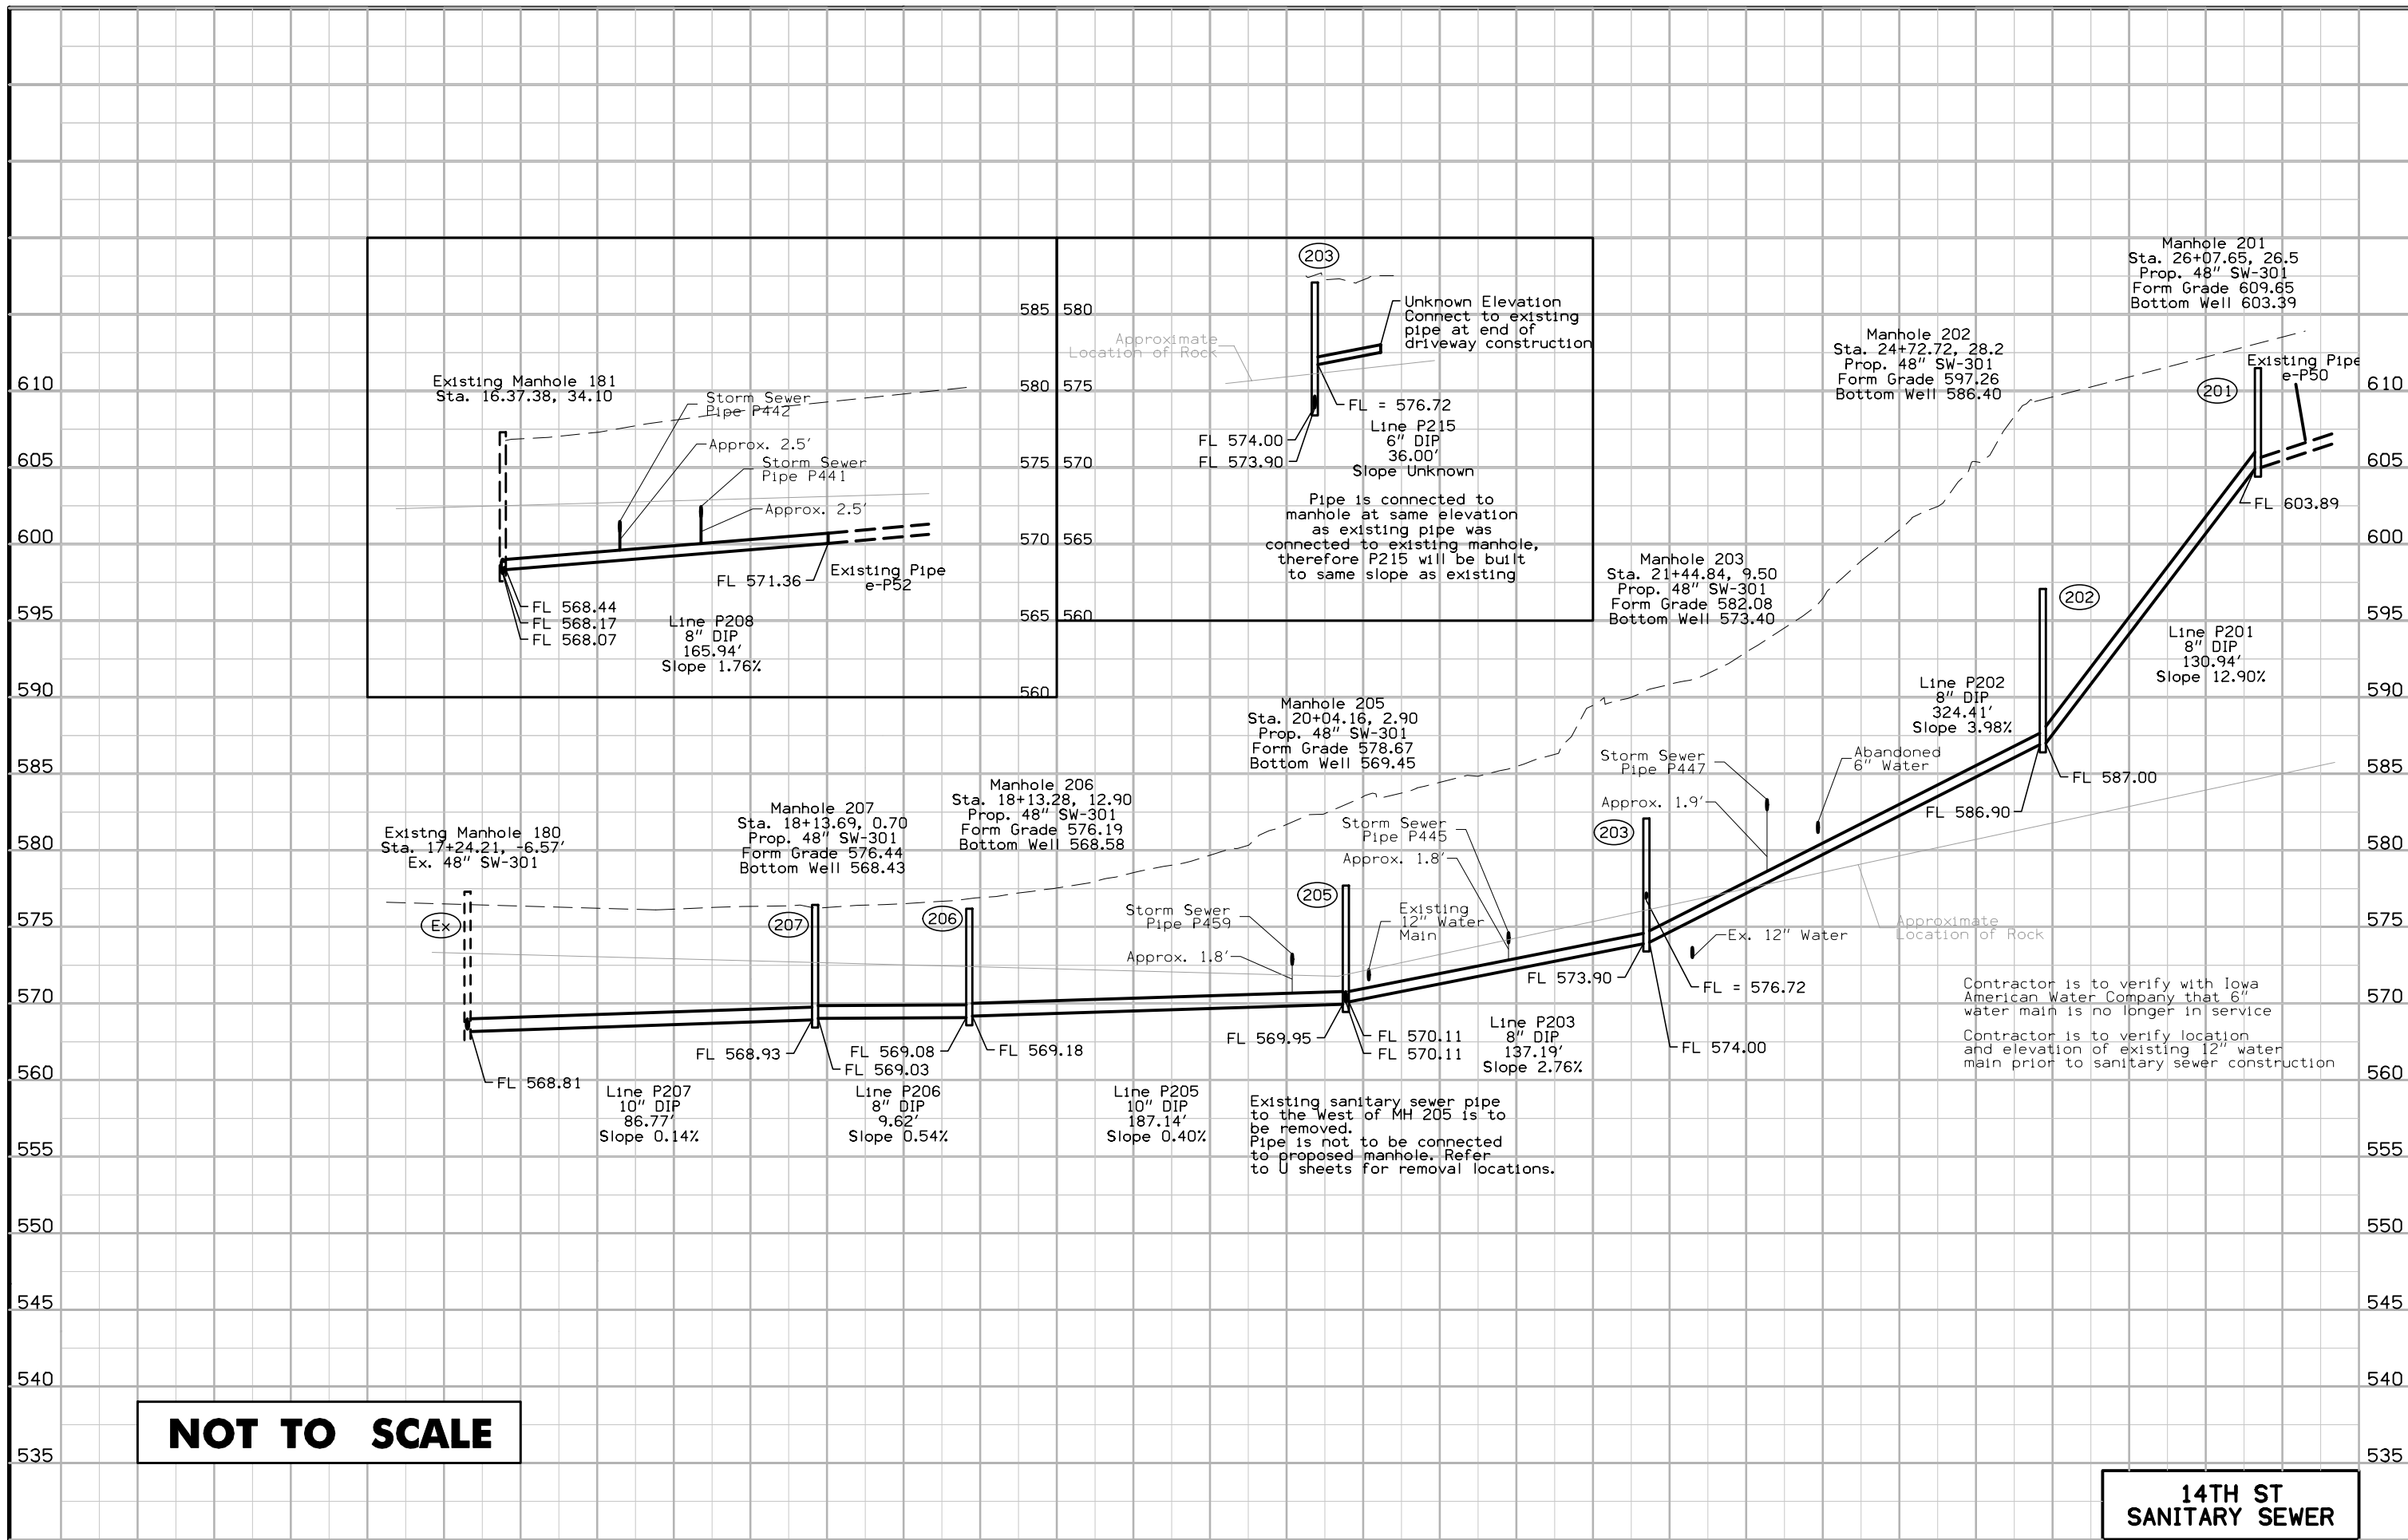 Existing Manhole 181
Sta. 16.37.38, 34.10
Storm Sewer
Pipe P442
Approx. 2.5'
Storm Sewer
Pipe P441
Approx. 2.5'
FL 571.36
Existing Pipe
e-P52
FL 568.44
FL 568.17
FL 568.07
Line P208
8" DIP
165.94'
Slope 1.76%
585
580
575
570
565
560
580
575
570
565
560
203
Unknown Elevation
Connect to existing
pipe at end of
driveway construction
Approximate
Location of Rock
FL = 576.72
FL 574.00
FL 573.90
Line P215
6" DIP
36.00'
Slope Unknown
Pipe is connected to
manhole at same elevation
as existing pipe was
connected to existing manhole,
therefore P215 will be built
to same slope as existing
Manhole 201
Sta. 26+07.65, 26.5
Prop. 48" SW-301
Form Grade 609.65
Bottom Well 603.39
Existing Pipe
e-P50
201
FL 603.89
Line P201
8" DIP
130.94'
Slope 12.90%
Manhole 202
Sta. 24+72.72, 28.2
Prop. 48" SW-301
Form Grade 597.26
Bottom Well 586.40
202
FL 587.00
FL 586.90
Line P202
8" DIP
324.41'
Slope 3.98%
Abandoned
6" Water
Storm Sewer
Pipe P447
Approx. 1.9'
Manhole 203
Sta. 21+44.84, 9.50
Prop. 48" SW-301
Form Grade 582.08
Bottom Well 573.40
203
FL 573.90
FL = 576.72
FL 574.00
Ex. 12" Water
Approximate
Location of Rock
Contractor is to verify with Iowa
American Water Company that 6"
water main is no longer in service
Contractor is to verify location
and elevation of existing 12" water
main prior to sanitary sewer construction
Manhole 205
Sta. 20+04.16, 2.90
Prop. 48" SW-301
Form Grade 578.67
Bottom Well 569.45
Storm Sewer
Pipe P445
Approx. 1.8'
205
Existing
12" Water
Main
Storm Sewer
Pipe P459
Approx. 1.8'
FL 569.95
FL 570.11
FL 570.11
Line P203
8" DIP
137.19'
Slope 2.76%
Existing sanitary sewer pipe
to the West of MH 205 is to
be removed.
Pipe is not to be connected
to proposed manhole. Refer
to U sheets for removal locations.
Manhole 206
Sta. 18+13.28, 12.90
Prop. 48" SW-301
Form Grade 576.19
Bottom Well 568.58
206
FL 569.08
FL 569.18
Line P205
10" DIP
187.14'
Slope 0.40%
Manhole 207
Sta. 18+13.69, 0.70
Prop. 48" SW-301
Form Grade 576.44
Bottom Well 568.43
207
FL 568.93
FL 569.03
Line P206
8" DIP
9.62'
Slope 0.54%
Existng Manhole 180
Sta. 17+24.21, -6.57'
Ex. 48" SW-301
Ex
FL 568.81
Line P207
10" DIP
86.77'
Slope 0.14%
610
605
600
595
590
585
580
575
570
560
555
550
545
540
535
610
605
600
595
590
585
580
575
570
560
555
550
545
540
535
NOT TO SCALE
14TH ST
SANITARY SEWER